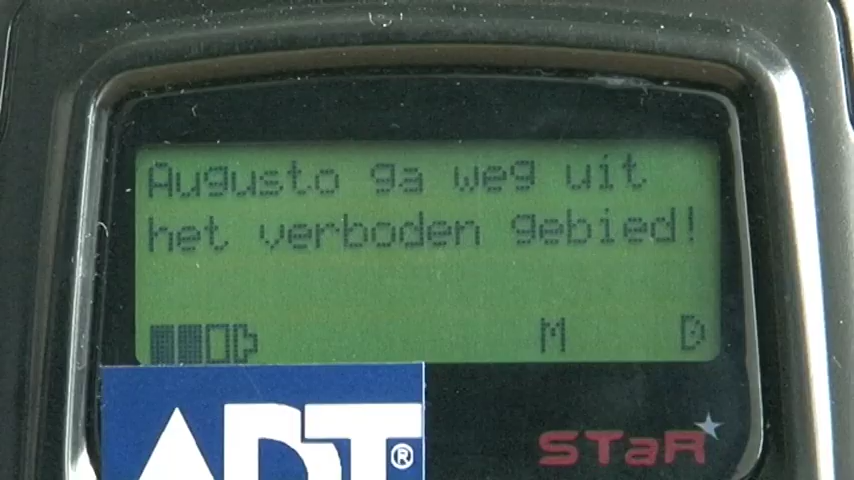 Augusto ga weg uit
het verboden gebied!
M D
ADT®
STaR